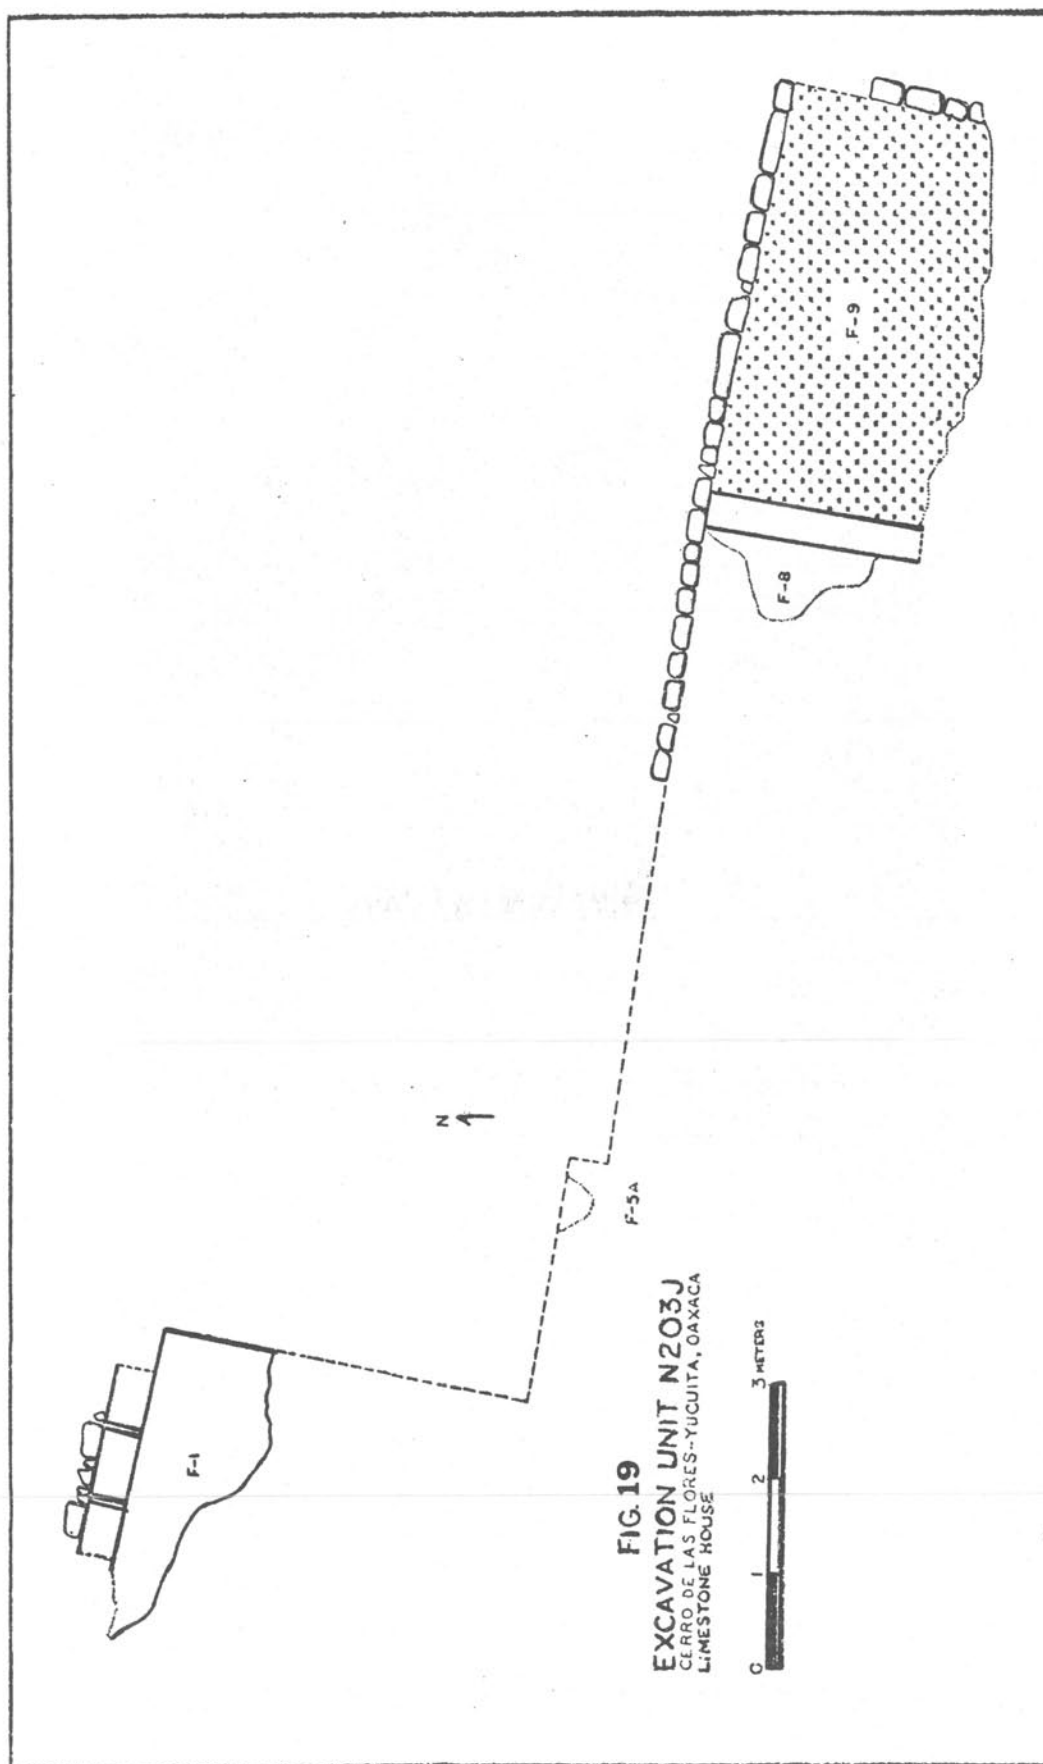 F-9
F-8
N
F-5A
F-1
FIG. 19
EXCAVATION UNIT N203J
CERRO DE LAS FLORES--YUCUITA, OAXACA
LIMESTONE HOUSE
0 1 2 3 METERS